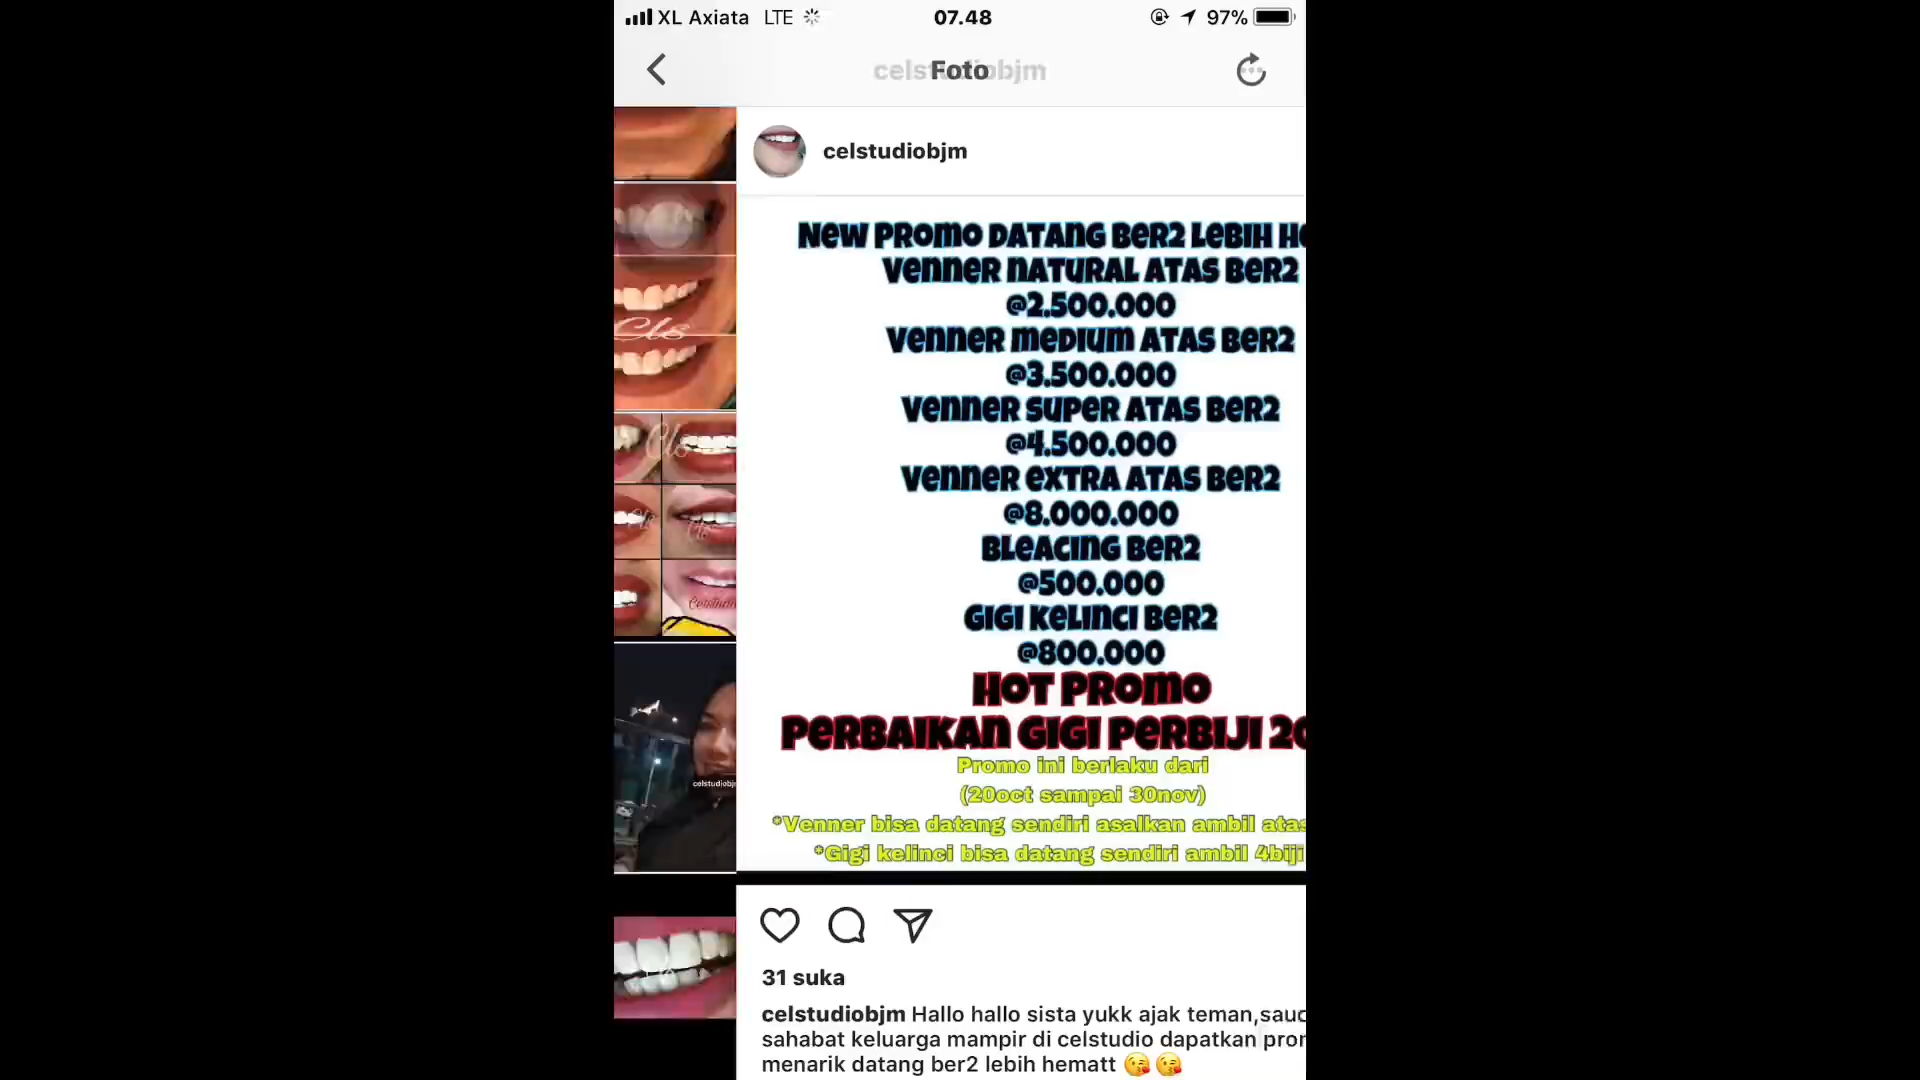 XL Axiata LTE 07.48 97%
celstudiobjm
Foto
celstudiobjm
New Promo Datang Ber2 Lebih
Venner Natural Atas Ber2
@2.500.000
Venner Medium Atas Ber2
@3.500.000
Venner Super Atas Ber2
@4.500.000
Venner Extra Atas Ber2
@8.000.000
Bleacing Ber2
@500.000
Gigi Kelinci Ber2
@800.000
Hot Promo
Perbaikan Gigi Perbiji
Promo ini berlaku dari
(20oct sampai 30nov)
*Venner bisa datang sendiri asalkan ambil atas
*Gigi kelinci bisa datang sendiri ambil 4biji
31 suka
celstudiobjm Hallo hallo sista yukk ajak teman,
sahabat keluarga mampir di celstudio dapatkan
menarik datang ber2 lebih hematt 😘 😘
Cls
Cls